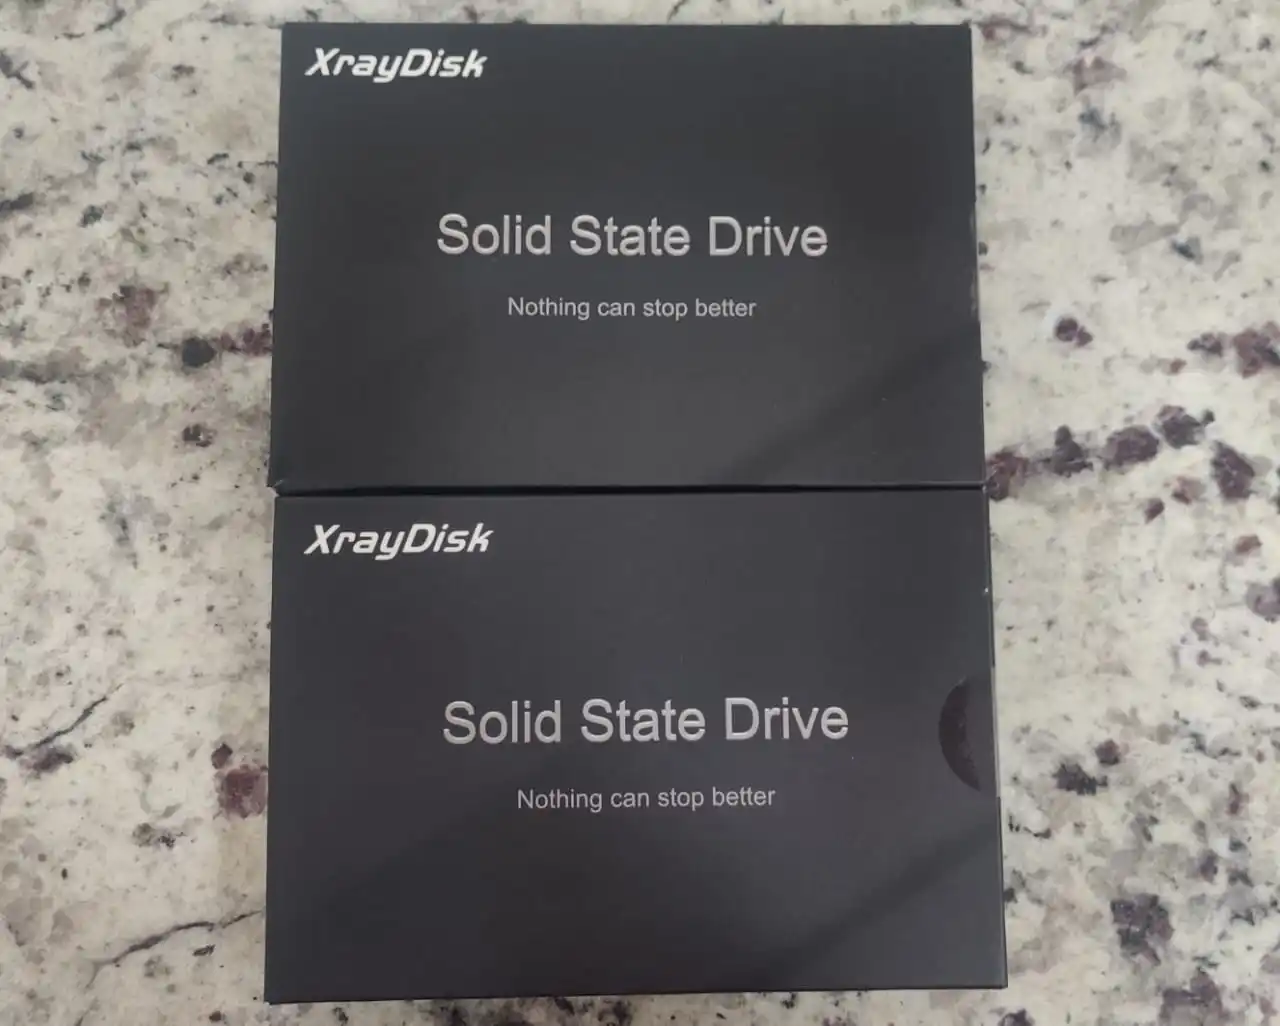 XrayDisk
Solid State Drive
Nothing can stop better
XrayDisk
Solid State Drive
Nothing can stop better